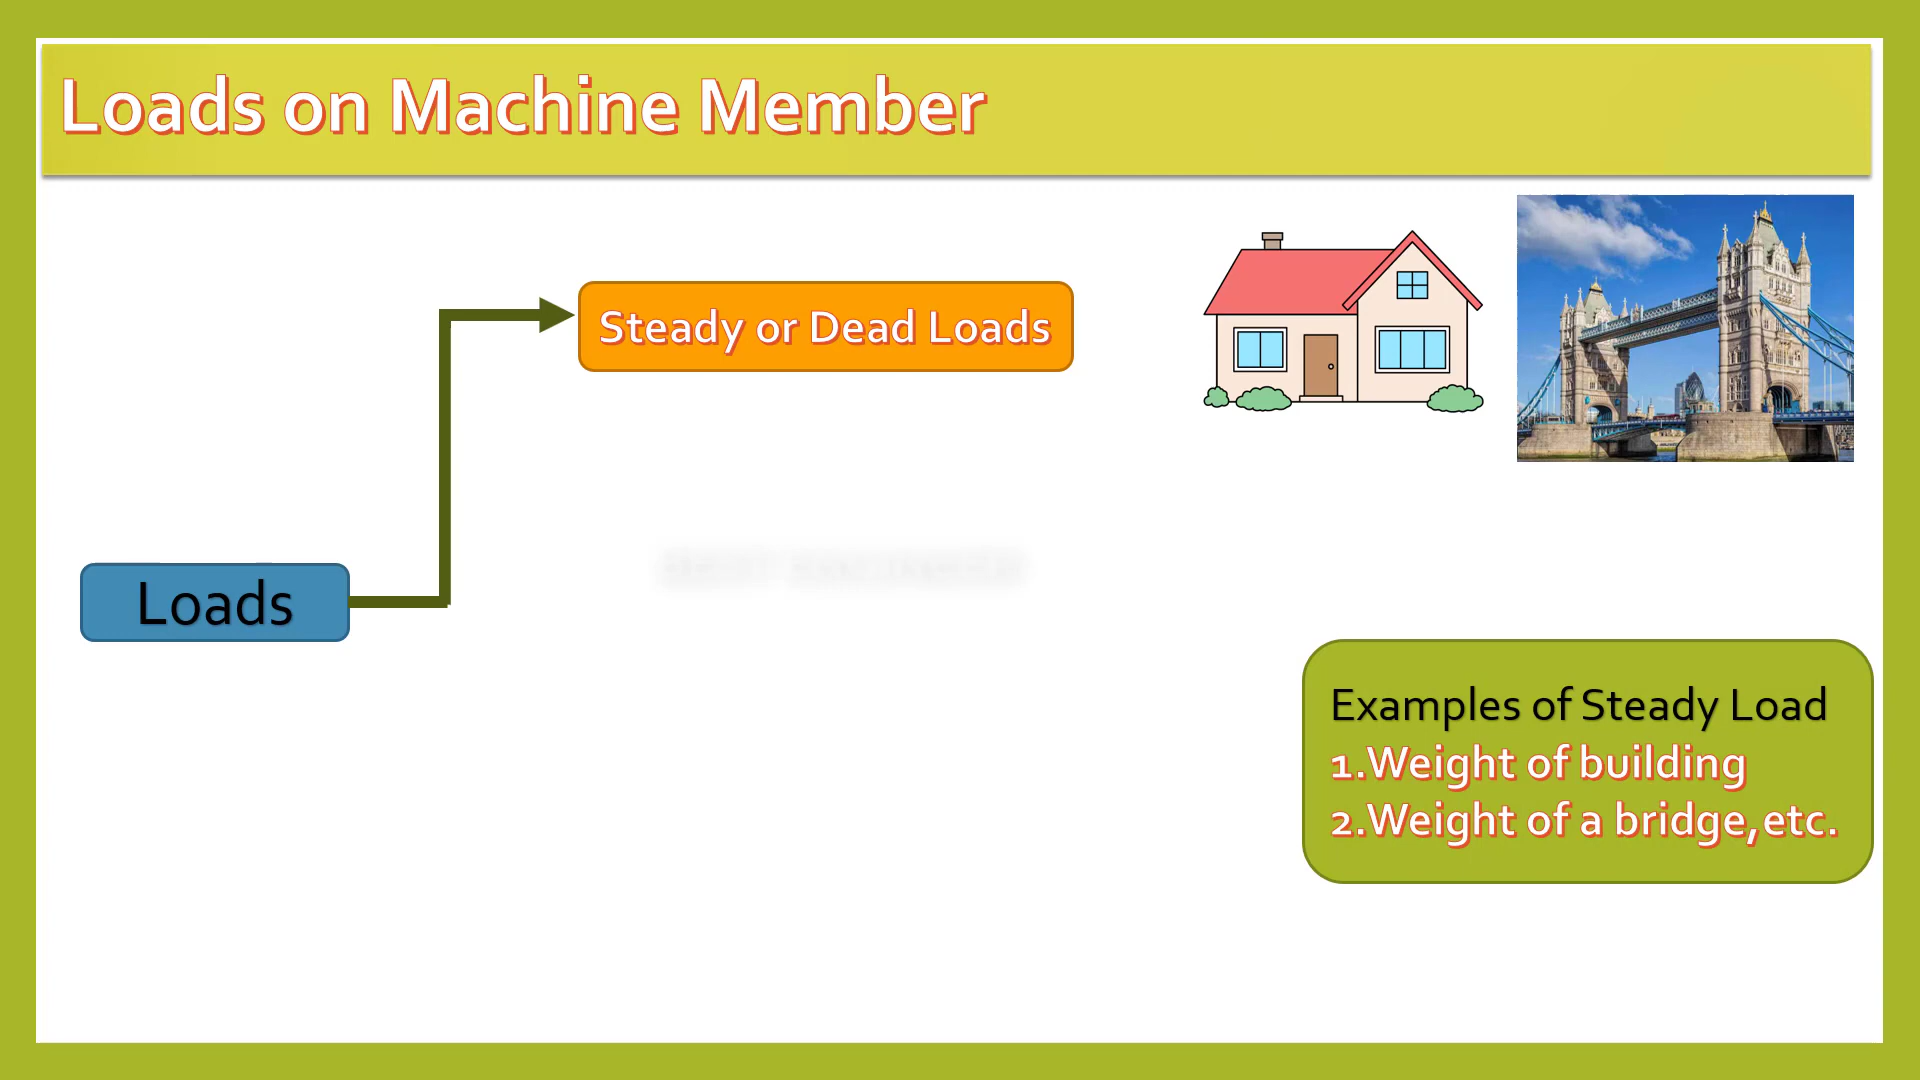 Loads on Machine Member
Steady or Dead Loads
Loads
Examples of Steady Load
1.Weight of building
2.Weight of a bridge,etc.